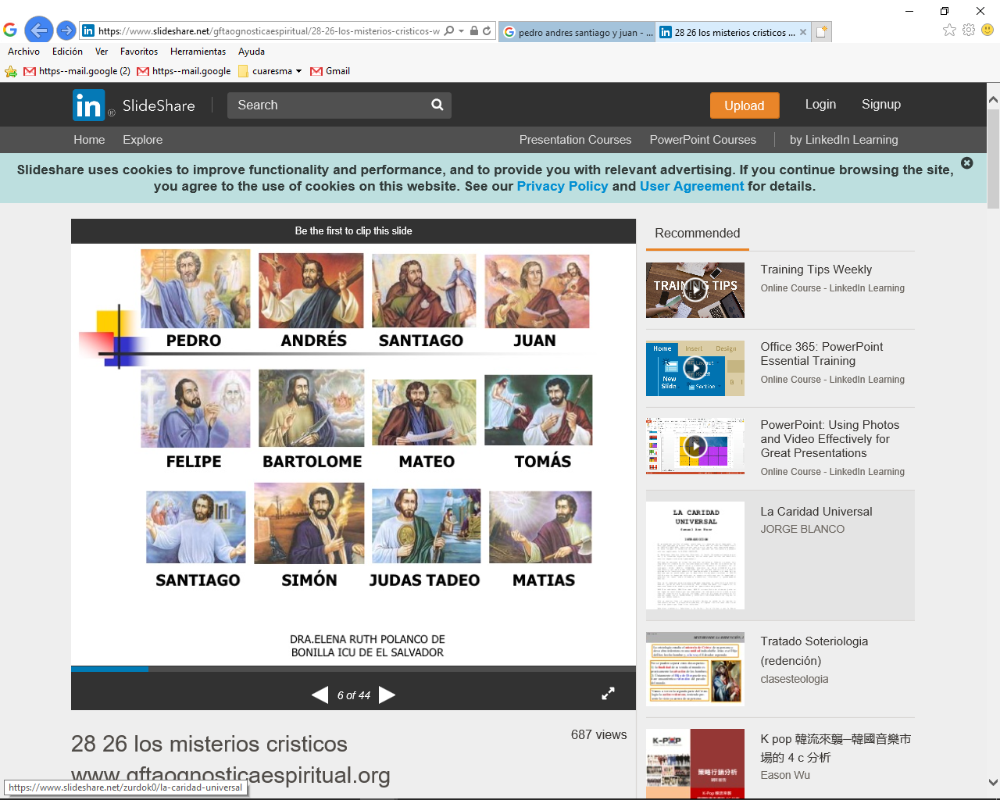 https://www.slideshare.net/gftaognosticaespiritual/28-26-los-misterios-cristicos-w
pedro andres santiago y juan - ...
28 26 los misterios cristicos ...
Archivo Edición Ver Favoritos Herramientas Ayuda
https--mail.google (2) https--mail.google cuaresma Gmail
in® SlideShare Search Upload Login Signup
Home Explore PowerPoint Courses Presentation Courses by LinkedIn Learning
Slideshare uses cookies to improve functionality and performance, and to provide you with relevant advertising. If you continue browsing the site,
you agree to the use of cookies on this website. See our Privacy Policy and User Agreement for details.
Be the first to clip this slide
PEDRO ANDRÉS SANTIAGO JUAN
FELIPE BARTOLOME MATEO TOMÁS
SANTIAGO SIMÓN JUDAS TADEO MATIAS
DRA.ELENA RUTH POLANCO DE
BONILLA ICU DE EL SALVADOR
6 of 44
28 26 los misterios cristicos
www.gftaognosticaespiritual.org
687 views
https://www.slideshare.net/zurdok0/la-caridad-universal
Recommended
TRAINING TIPS
Training Tips Weekly
Online Course - LinkedIn Learning
Home Insert Design
New
Slide
Section
Office 365: PowerPoint
Essential Training
Online Course - LinkedIn Learning
PowerPoint: Using Photos
and Video Effectively for
Great Presentations
Online Course - LinkedIn Learning
LA CARIDAD
UNIVERSAL
La Caridad Universal
JORGE BLANCO
Tratado Soteriologia
(redención)
clasesteologia
K-POP
策略行銷分析
K pop 韓流來襲─韓國音樂市
場的 4 c 分析
Eason Wu